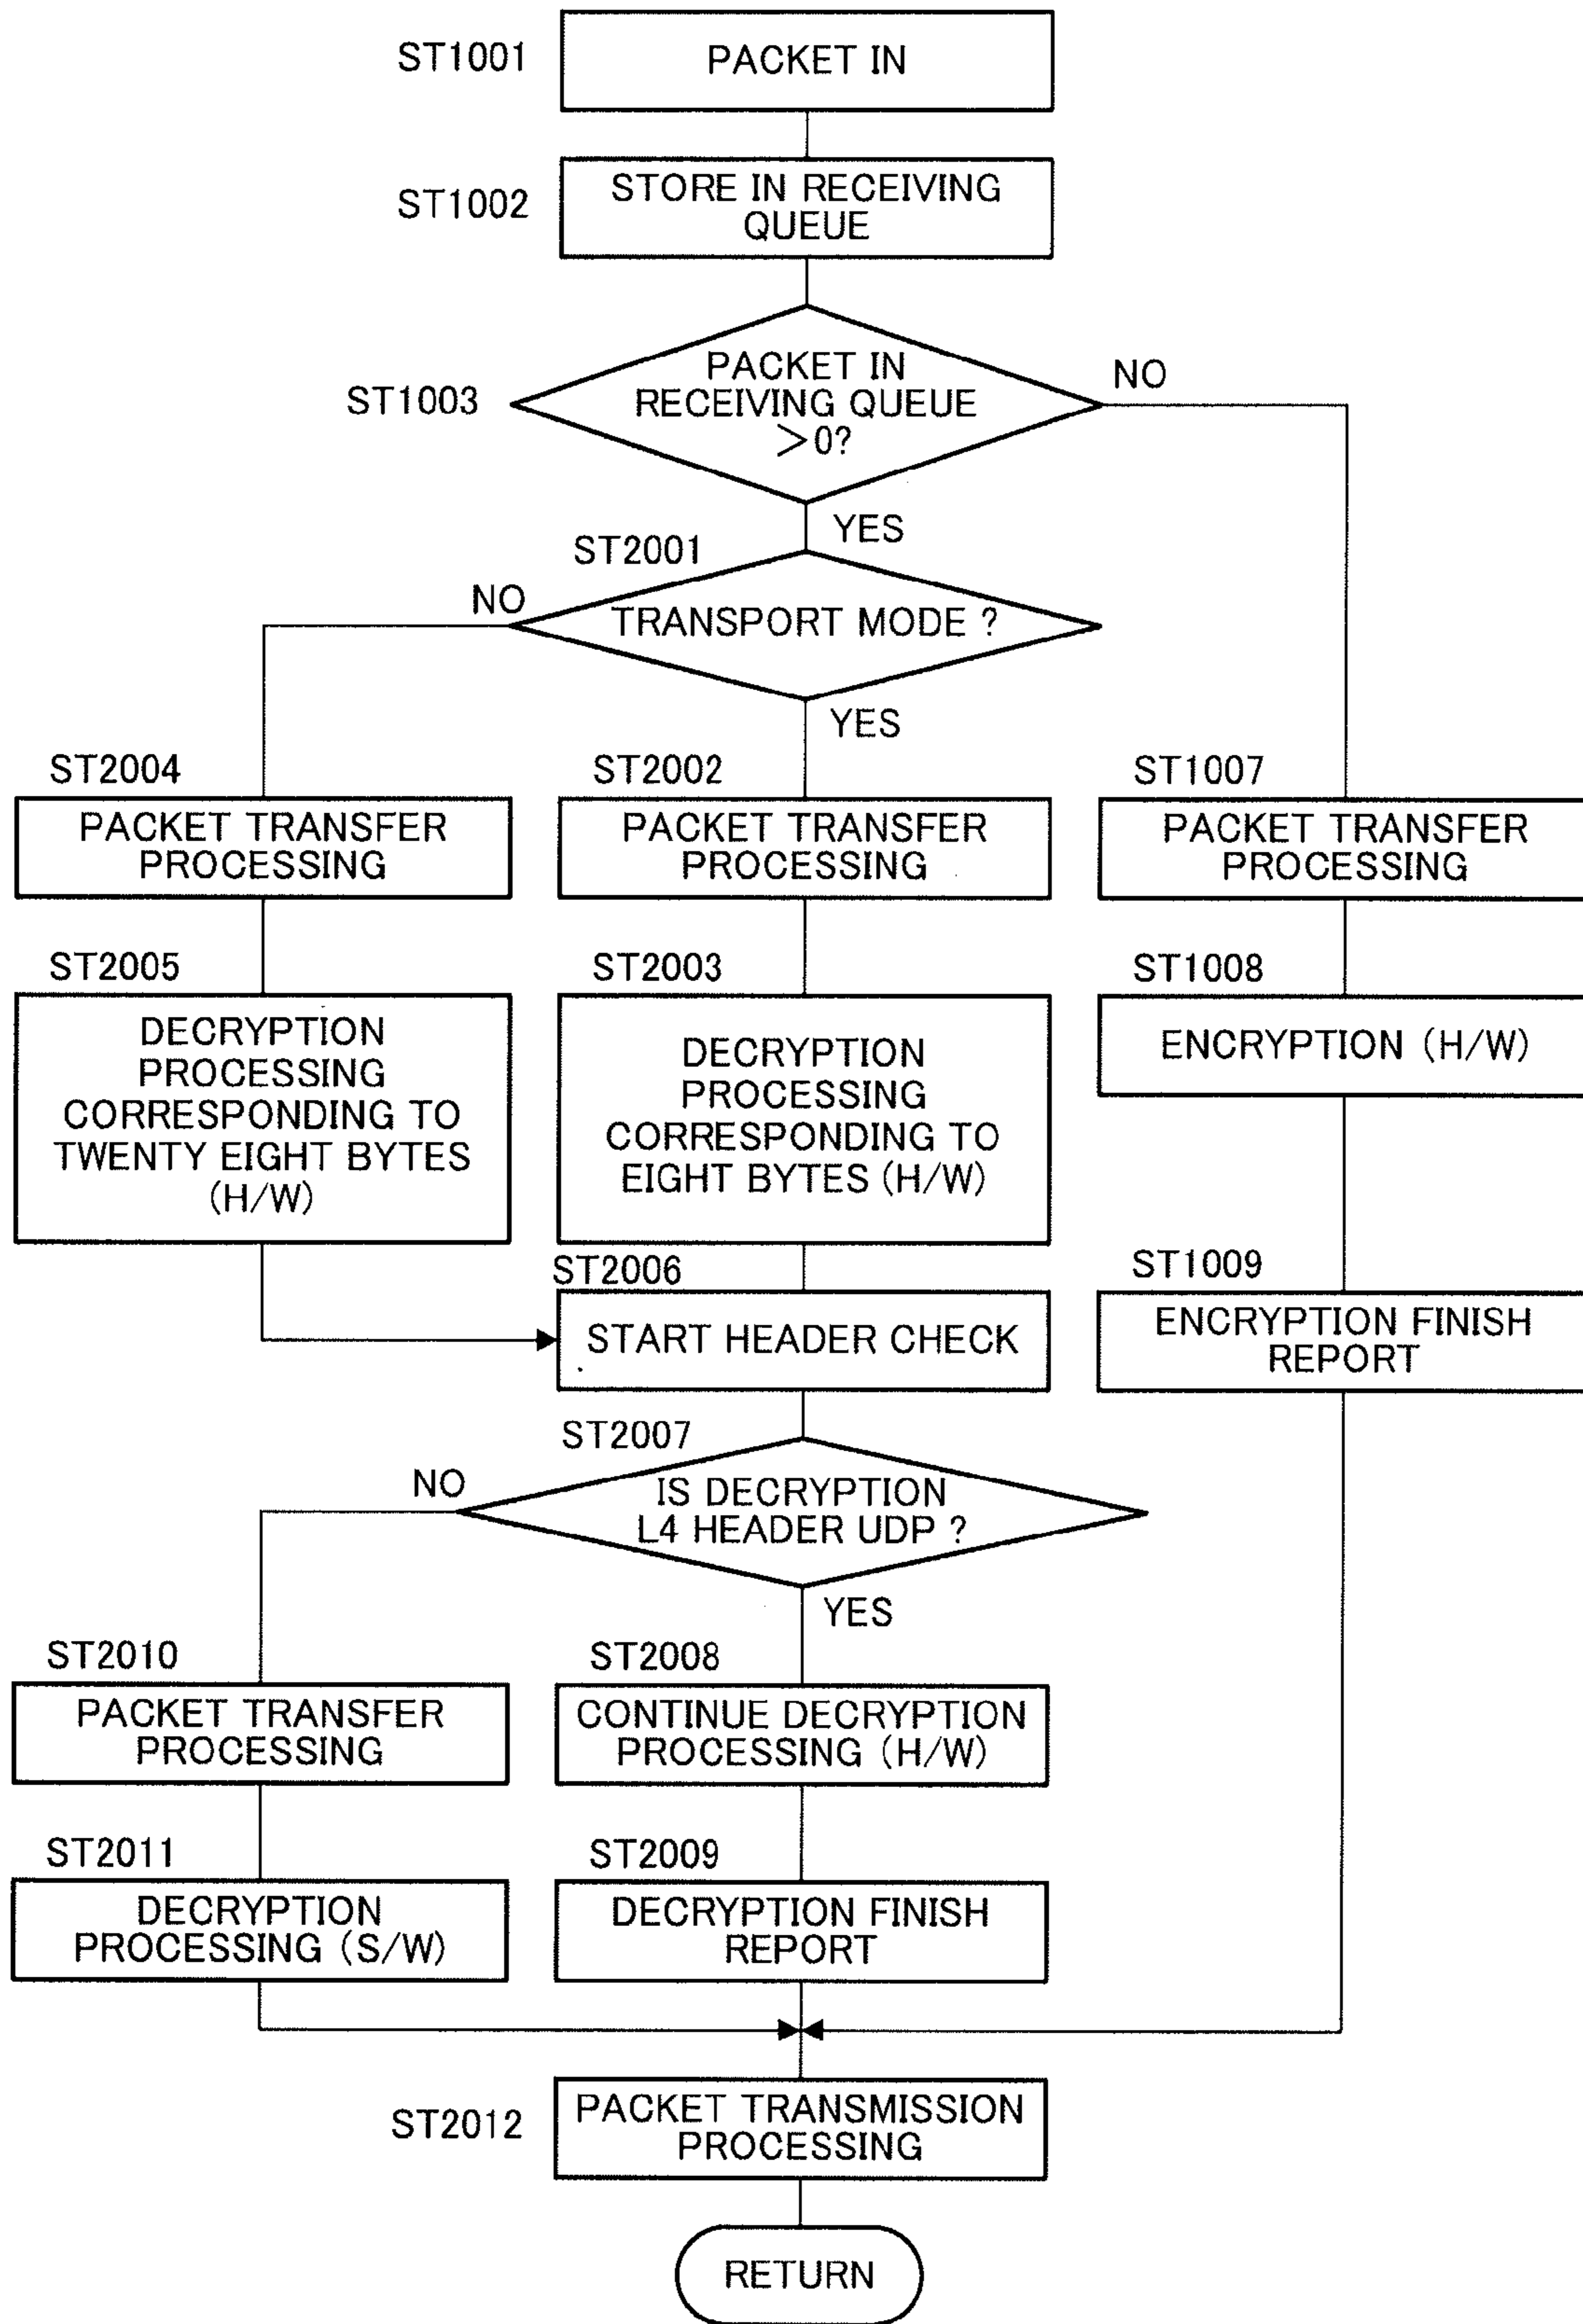 ST1001
PACKET IN
ST1002
STORE IN RECEIVING
QUEUE
ST1003
PACKET IN
RECEIVING QUEUE
>0?
NO
YES
ST2001
NO
TRANSPORT MODE ?
YES
ST2004
PACKET TRANSFER
PROCESSING
ST2002
PACKET TRANSFER
PROCESSING
ST1007
PACKET TRANSFER
PROCESSING
ST2005
DECRYPTION
PROCESSING
CORRESPONDING TO
TWENTY EIGHT BYTES
(H/W)
ST2003
DECRYPTION
PROCESSING
CORRESPONDING TO
EIGHT BYTES (H/W)
ST1008
ENCRYPTION (H/W)
ST2006
START HEADER CHECK
ST1009
ENCRYPTION FINISH
REPORT
ST2007
NO
IS DECRYPTION
L4 HEADER UDP ?
YES
ST2010
PACKET TRANSFER
PROCESSING
ST2008
CONTINUE DECRYPTION
PROCESSING (H/W)
ST2011
DECRYPTION
PROCESSING (S/W)
ST2009
DECRYPTION FINISH
REPORT
ST2012
PACKET TRANSMISSION
PROCESSING
RETURN